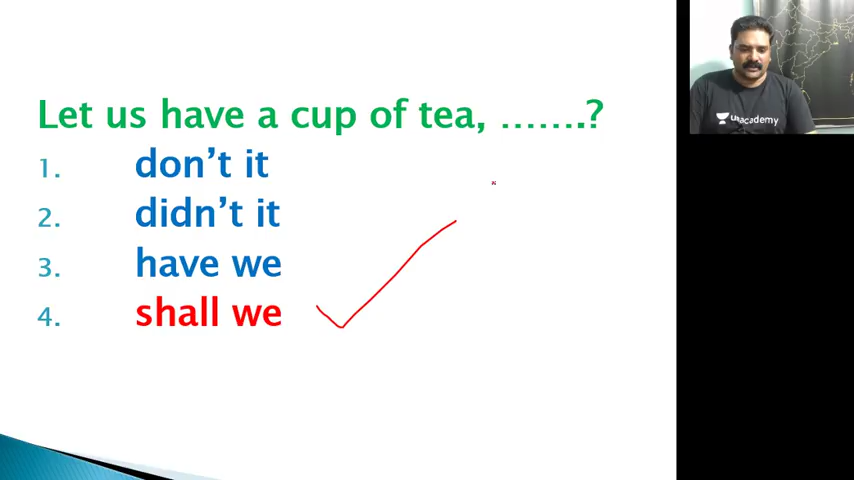 Let us have a cup of tea, .......?
1. don't it
2. didn't it
3. have we
4. shall we
unacademy